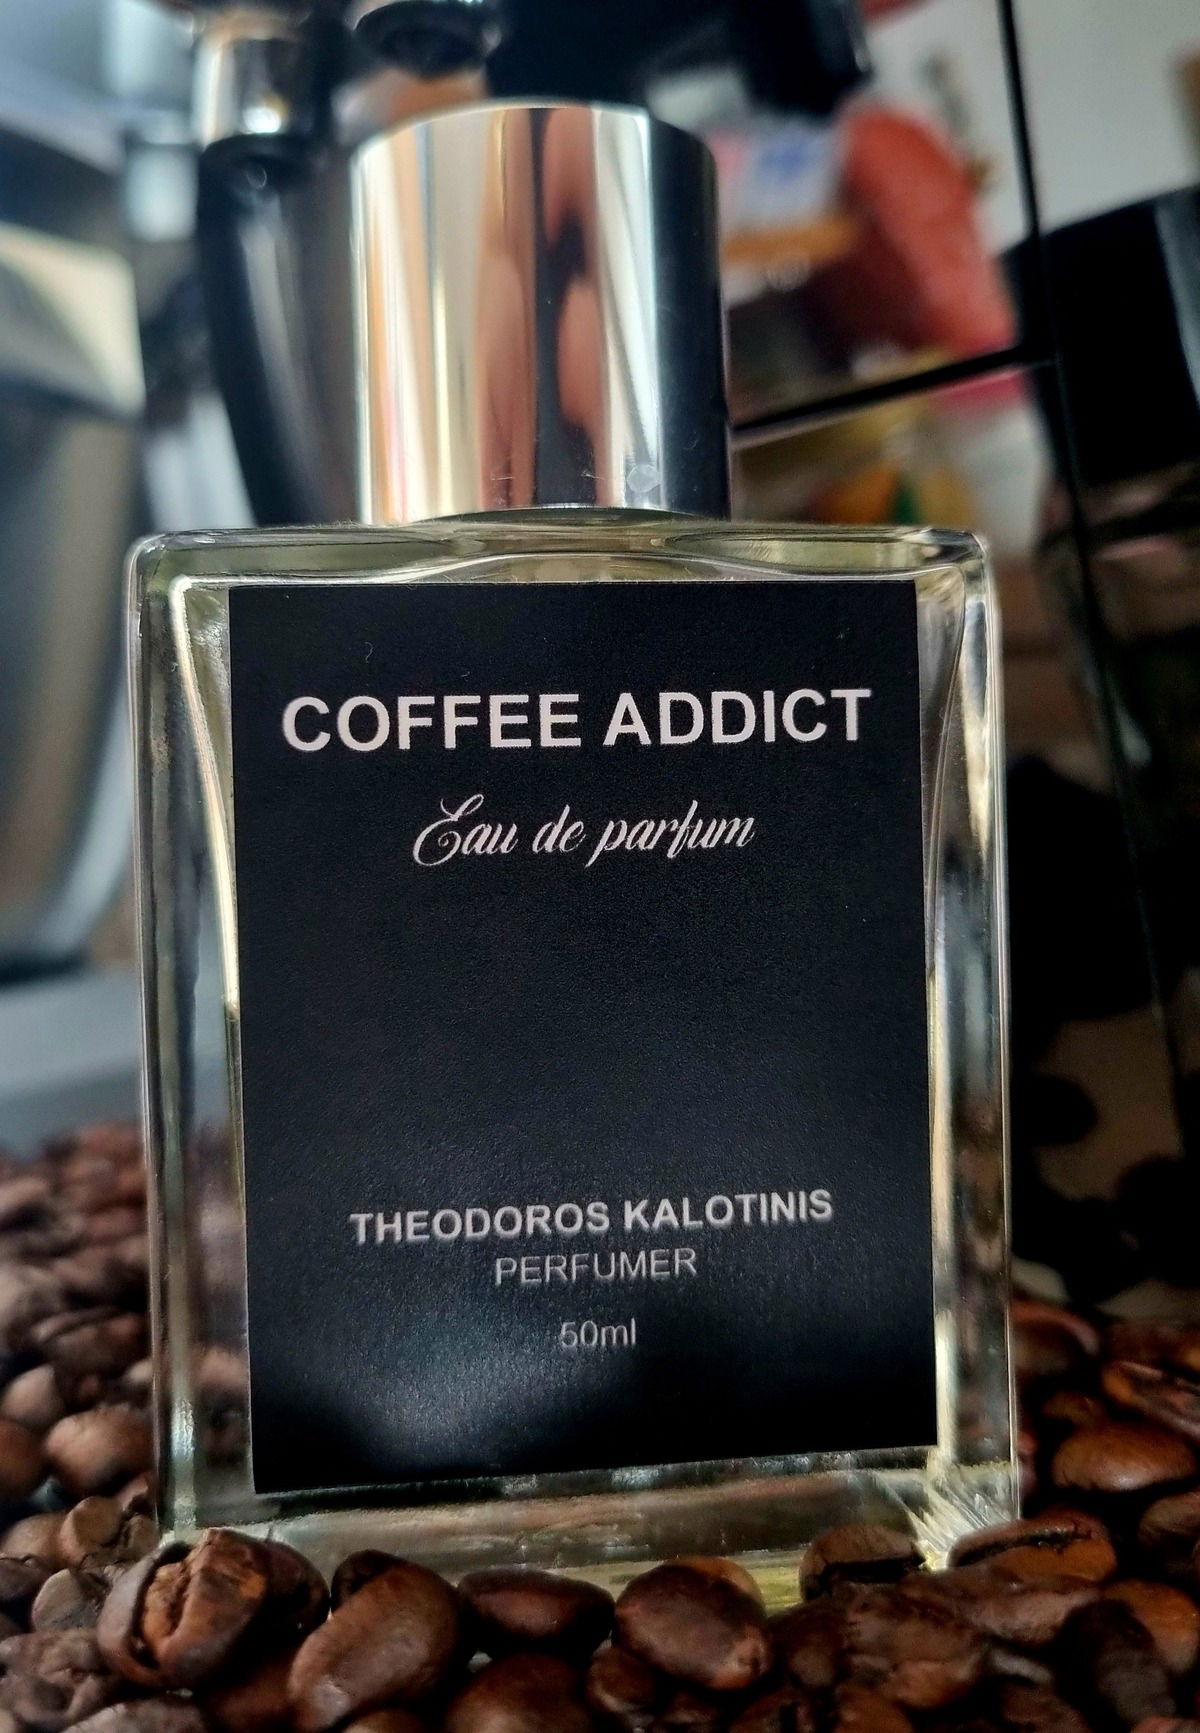 COFFEE ADDICT
Eau de parfum
THEODOROS KALOTINIS
PERFUMER
50ml